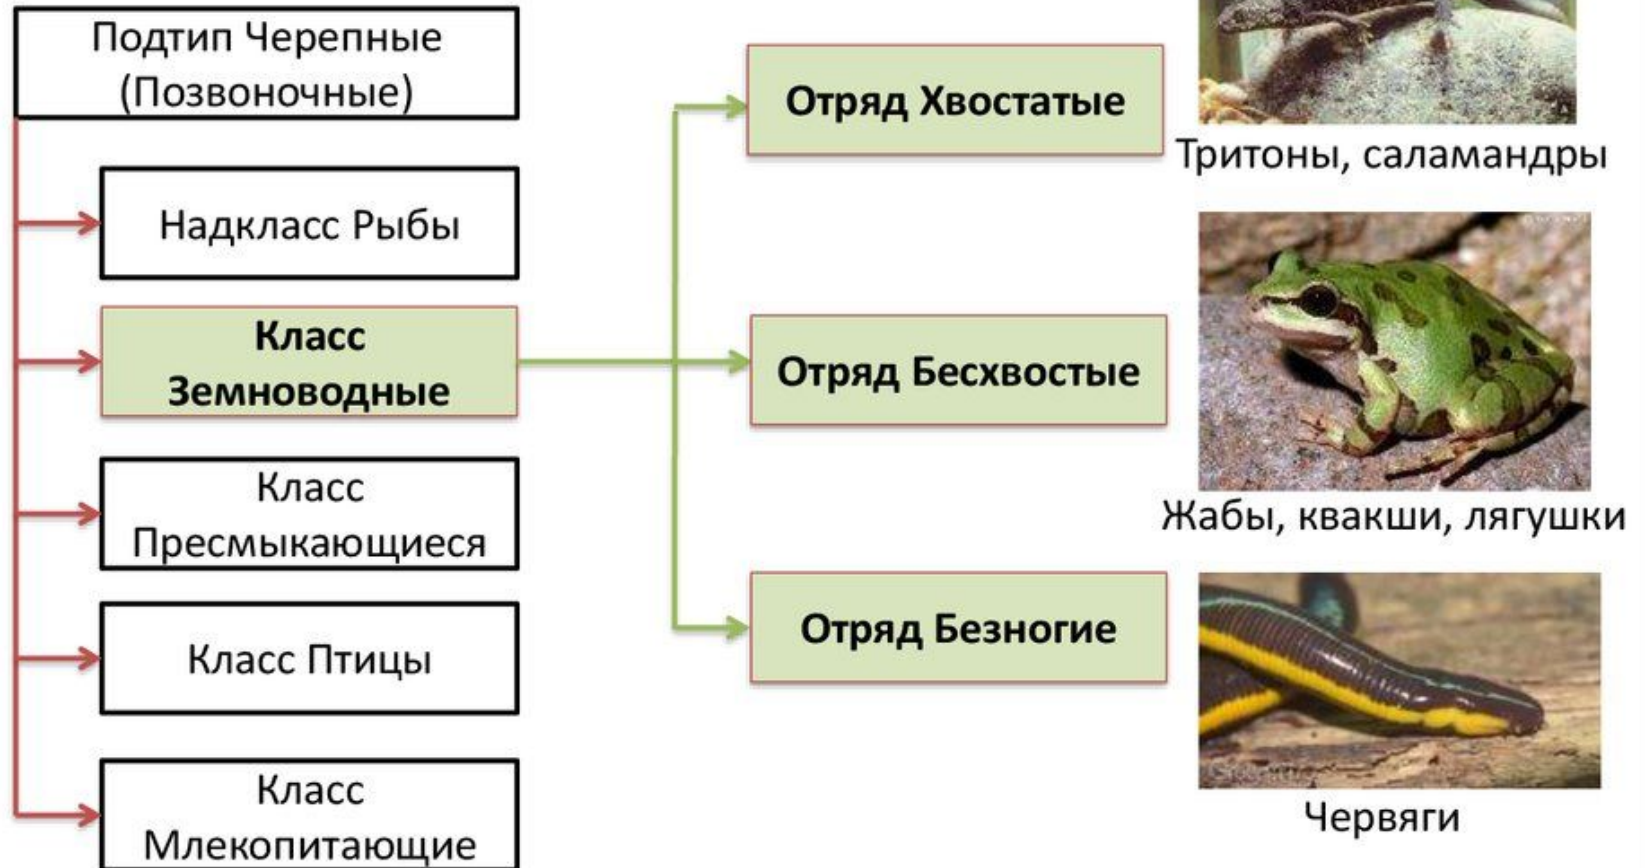 Подтип Черепные
(Позвоночные)
Надкласс Рыбы
Класс
Земноводные
Класс
Пресмыкающиеся
Класс Птицы
Класс
Млекопитающие
Отряд Хвостатые
Отряд Бесхвостые
Отряд Безногие
Тритоны, саламандры
Жабы, квакши, лягушки
Червяги